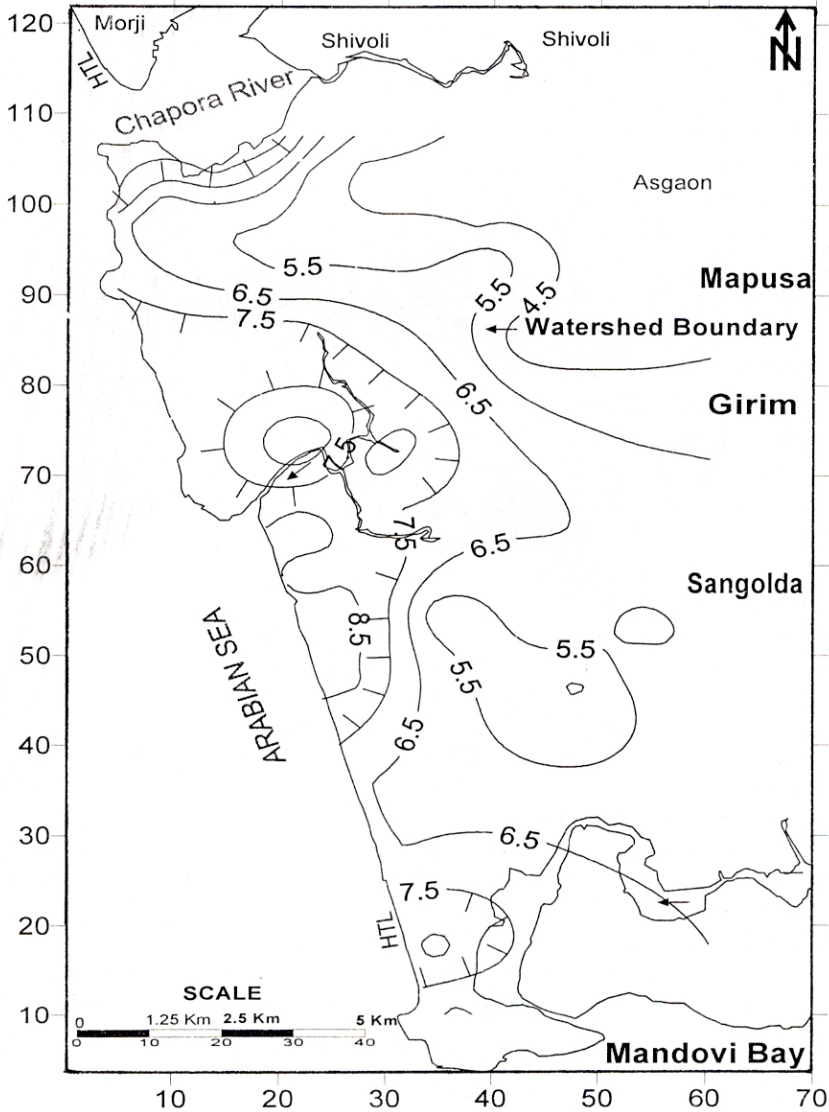 120
Morji
Shivoli
Shivoli
N
HTL
110
Chapora River
100
Asgaon
5.5
Mapusa
90
6.5
5.5
4.5
7.5
Watershed Boundary
80
6.5
Girim
7.5
70
7.5
6.5
60
Sangolda
8.5
ARABIAN SEA
5.5
50
5.5
6.5
40
30
6.5
7.5
20
HTL
SCALE
10
0 1.25 Km 2.5 Km 5 Km
0 10 20 30 40
Mandovi Bay
10 20 30 40 50 60 70